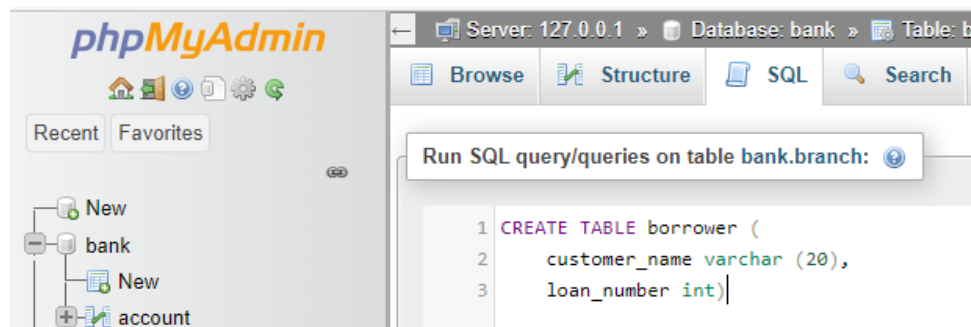 phpMyAdmin
Recent Favorites
New
bank
New
account
Server: 127.0.0.1 » Database: bank » Table: b
Browse Structure SQL Search
Run SQL query/queries on table bank.branch:
1 CREATE TABLE borrower (
2 customer_name varchar (20),
3 loan_number int)